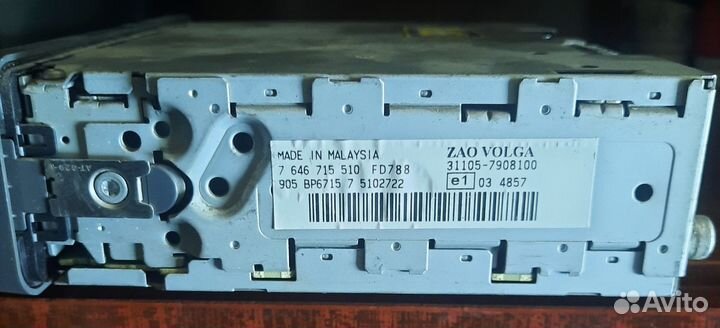 MADE IN MALAYSIA
7 646 715 510 FD788
905 BP6715 7 5102722
ZAO VOLGA
31105-7908100
e1 03 4857
Avito